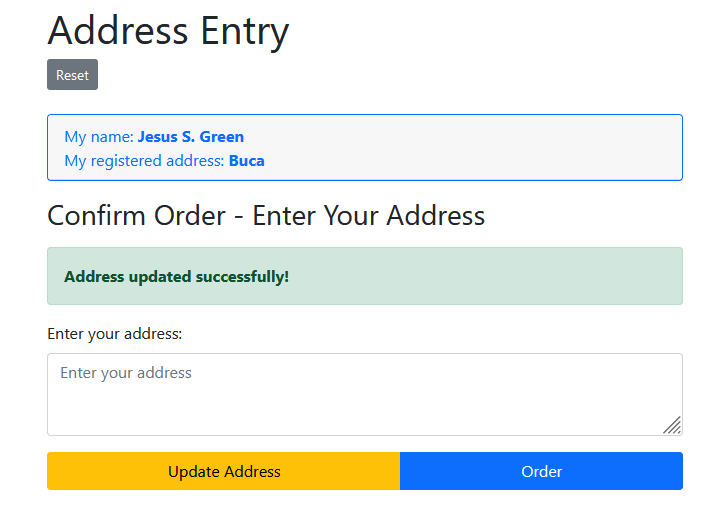 Address Entry
Reset
My name: Jesus S. Green
My registered address: Buca
Confirm Order - Enter Your Address
Address updated successfully!
Enter your address:
Enter your address
Update Address
Order